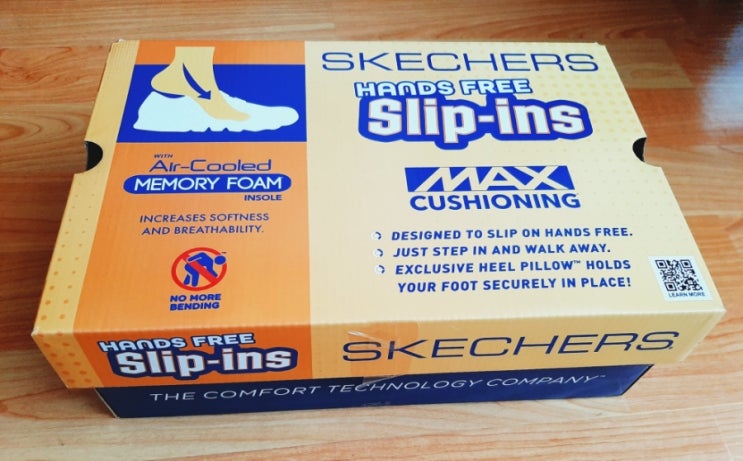 SKECHERS
HANDS FREE
Slip-ins
WITH
Air-Cooled
MEMORY FOAM
INSOLE
INCREASES SOFTNESS
AND BREATHABILITY.
NO MORE
BENDING
MAX
CUSHIONING
DESIGNED TO SLIP ON HANDS FREE.
JUST STEP IN AND WALK AWAY.
EXCLUSIVE HEEL PILLOW™ HOLDS
YOUR FOOT SECURELY IN PLACE!
LEARN MORE
HANDS FREE
Slip-ins
SKECHERS
THE COMFORT TECHNOLOGY COMPANY™